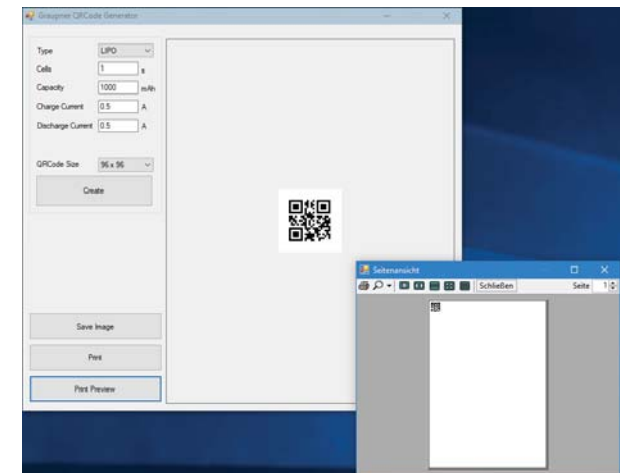 Graupner QRCode Generator
Type LIPO
Cells 1 s
Capacity 1000 mAh
Charge Current 0.5 A
Discharge Current 0.5 A
QRCode Size 96 x 96
Create
Save Image
Print
Print Preview
Seitenansicht
Schließen Seite 1